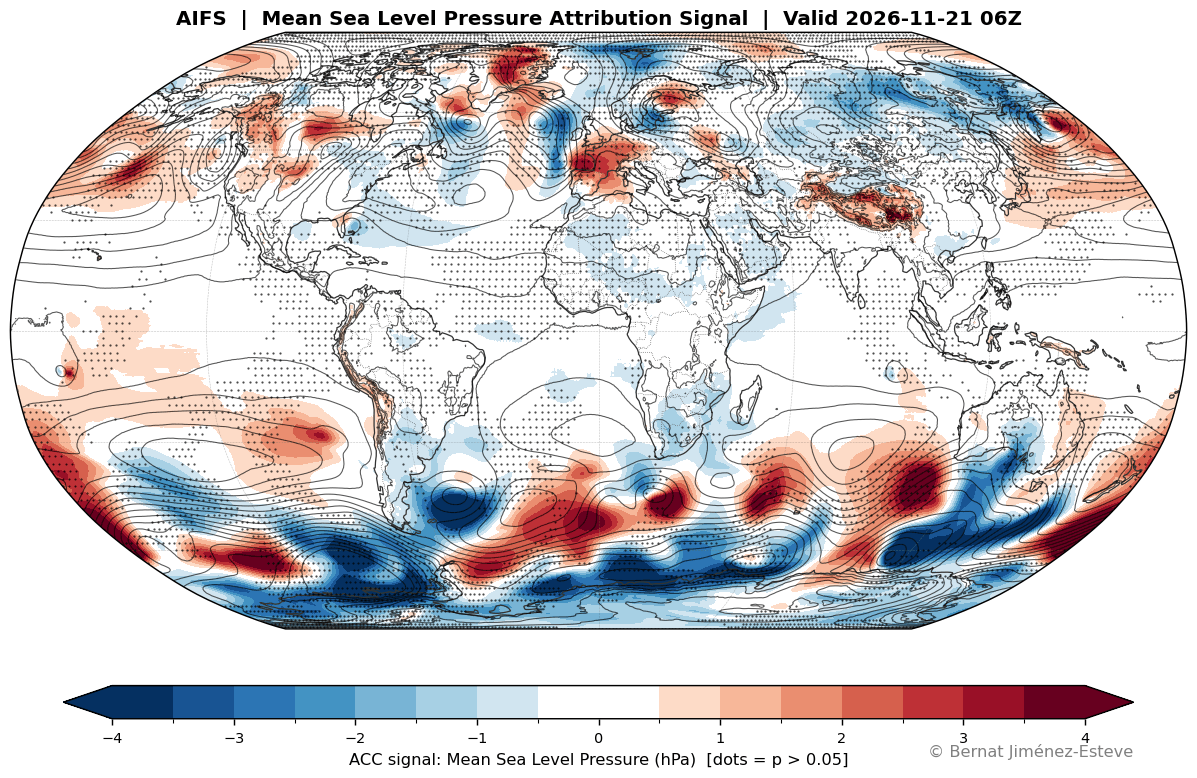 AIFS | Mean Sea Level Pressure Attribution Signal | Valid 2026-11-21 06Z
−4 −3 −2 −1 0 1 2 3 4
ACC signal: Mean Sea Level Pressure (hPa) [dots = p > 0.05]
© Bernat Jiménez-Esteve